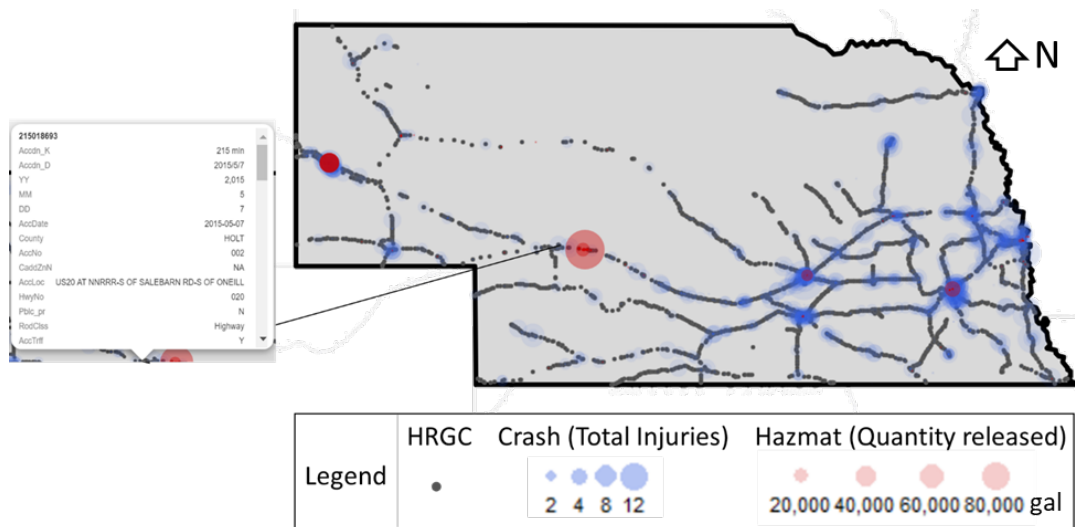 N
215018693
Accdn_K 215 min
Accdn_D 2015/5/7
YY 2,015
MM 5
DD 7
AccDate 2015-05-07
County HOLT
AccNo 002
CaddZnN NA
AccLoc US20 AT NNRRR-S OF SALEBARN RD-S OF ONEILL
HwyNo 020
Pblc_pr N
RodClss Highway
AccTrff Y
Legend
HRGC Crash (Total Injuries) Hazmat (Quantity released)
2 4 8 12 20,000 40,000 60,000 80,000 gal